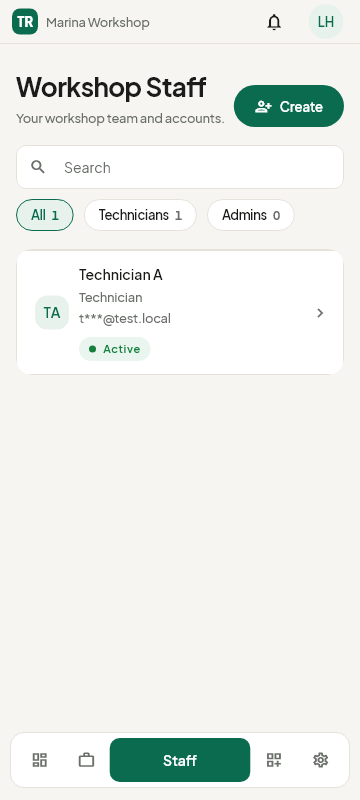 TR Marina Workshop LH
Workshop Staff
Your workshop team and accounts.
Create
Search
All 1 Technicians 1 Admins 0
Technician A
TA
Technician
t***@test.local
Active
Staff